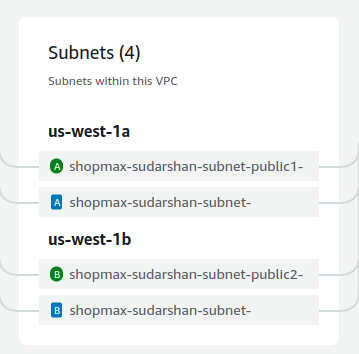 Subnets (4)
Subnets within this VPC
us-west-1a
A shopmax-sudarshan-subnet-public1-
A shopmax-sudarshan-subnet-
us-west-1b
B shopmax-sudarshan-subnet-public2-
B shopmax-sudarshan-subnet-